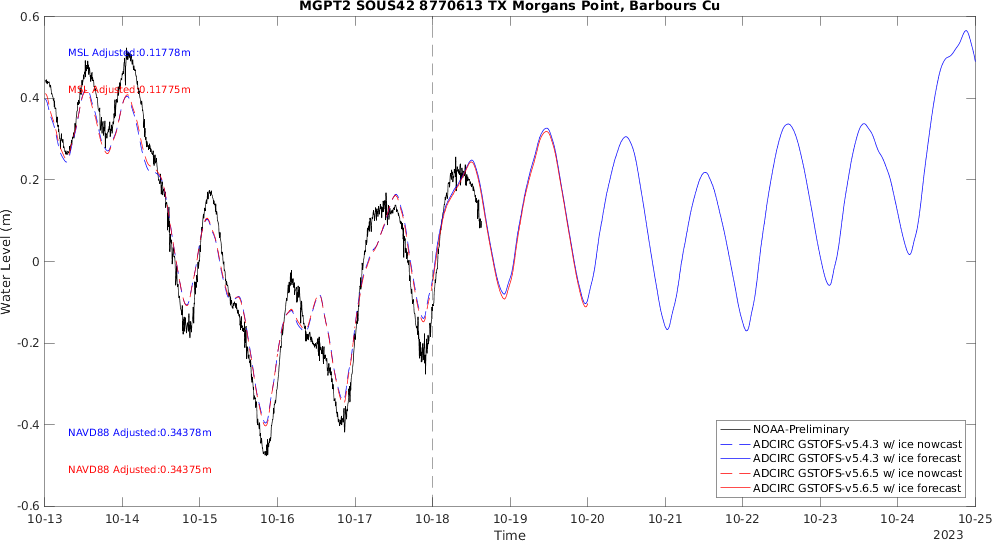 MGPT2 SOUS42 8770613 TX Morgans Point, Barbours Cu
0.6
0.4
0.2
0
-0.2
-0.4
-0.6
Water Level (m)
MSL Adjusted:0.11778m
MSL Adjusted:0.11775m
NAVD88 Adjusted:0.34378m
NAVD88 Adjusted:0.34375m
NOAA-Preliminary
ADCIRC GSTOFS-v5.4.3 w/ ice nowcast
ADCIRC GSTOFS-v5.4.3 w/ ice forecast
ADCIRC GSTOFS-v5.6.5 w/ ice nowcast
ADCIRC GSTOFS-v5.6.5 w/ ice forecast
10-13 10-14 10-15 10-16 10-17 10-18 10-19 10-20 10-21 10-22 10-23 10-24 10-25
Time
2023